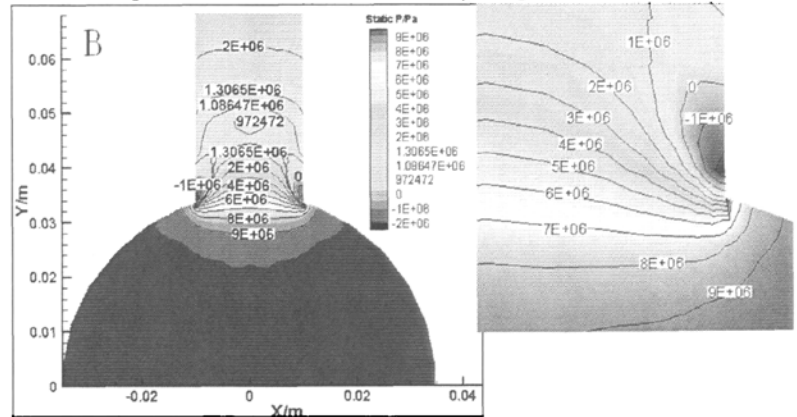 B
Y/m
0.06
0.05
0.04
0.03
0.02
0.01
0
-0.02
0
0.02
0.04
X/m
2E+06
1.3065E+06
1.08647E+06
972472
1.3065E+06
2E+06
-1E+06
4E+06
0
6E+06
8E+06
9E+06
Static P/Pa
9E+06
8E+06
7E+06
6E+06
5E+06
4E+06
3E+06
2E+06
1.3065E+06
1.08647E+06
972472
0
-1E+06
-2E+06
1E+06
2E+06
0
3E+06
-1E+06
4E+06
5E+06
6E+06
7E+06
8E+06
9E+06